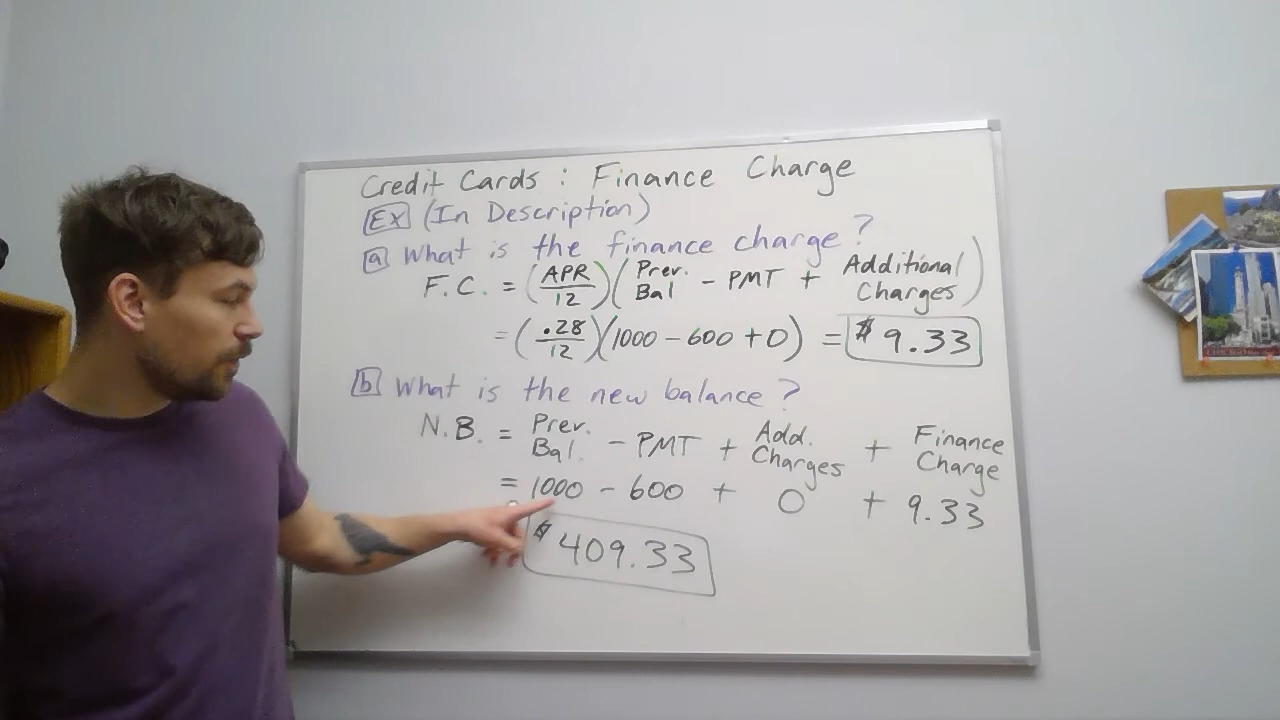 Credit Cards : Finance Charge
EX (In Description)
a What is the finance charge?
F.C. = (APR/12)(Prev. Bal - PMT + Additional Charges)
= (.28/12)(1000 - 600 + 0) = $9.33
b What is the new balance?
N.B. = Prev. Bal. - PMT + Add. Charges + Finance Charge
= 1000 - 600 + 0 + 9.33
$409.33